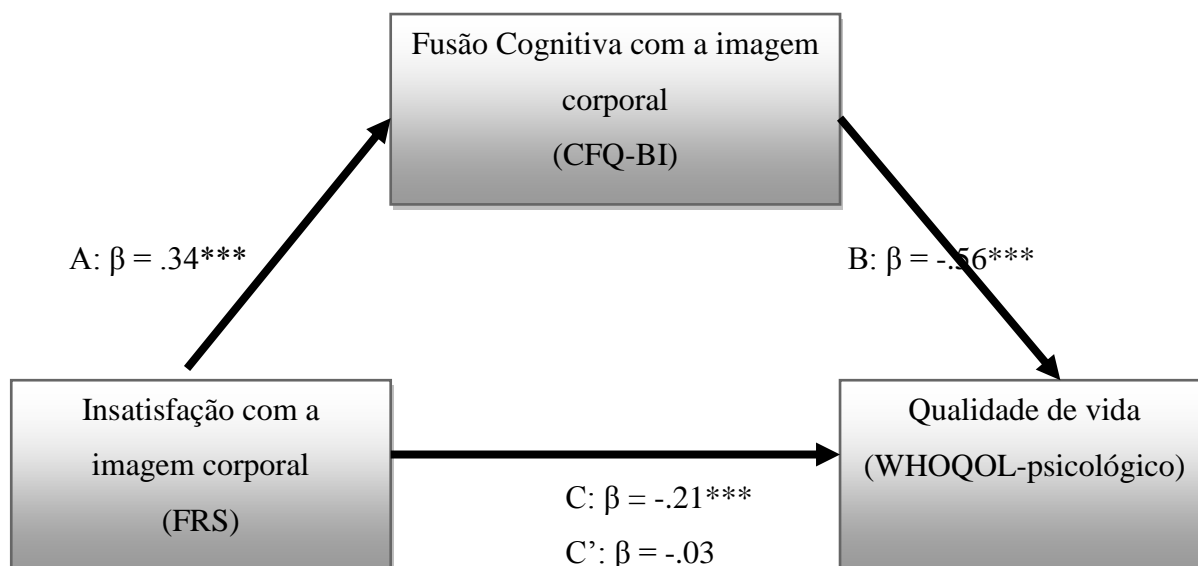 Fusão Cognitiva com a imagem
corporal
(CFQ-BI)
A: β = .34***
B: β = -.56***
Insatisfação com a
imagem corporal
(FRS)
Qualidade de vida
(WHOQOL-psicológico)
C: β = -.21***
C’: β = -.03